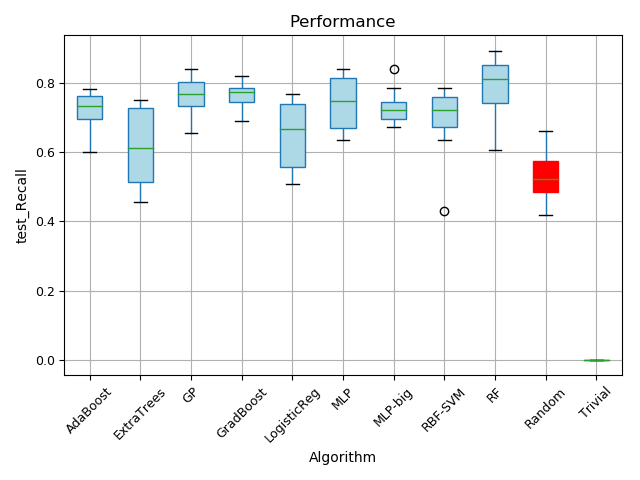 Performance
test_Recall
0.8
0.6
0.4
0.2
0.0
AdaBoost
ExtraTrees
GP
GradBoost
LogisticReg
MLP
MLP-big
RBF-SVM
RF
Random
Trivial
Algorithm